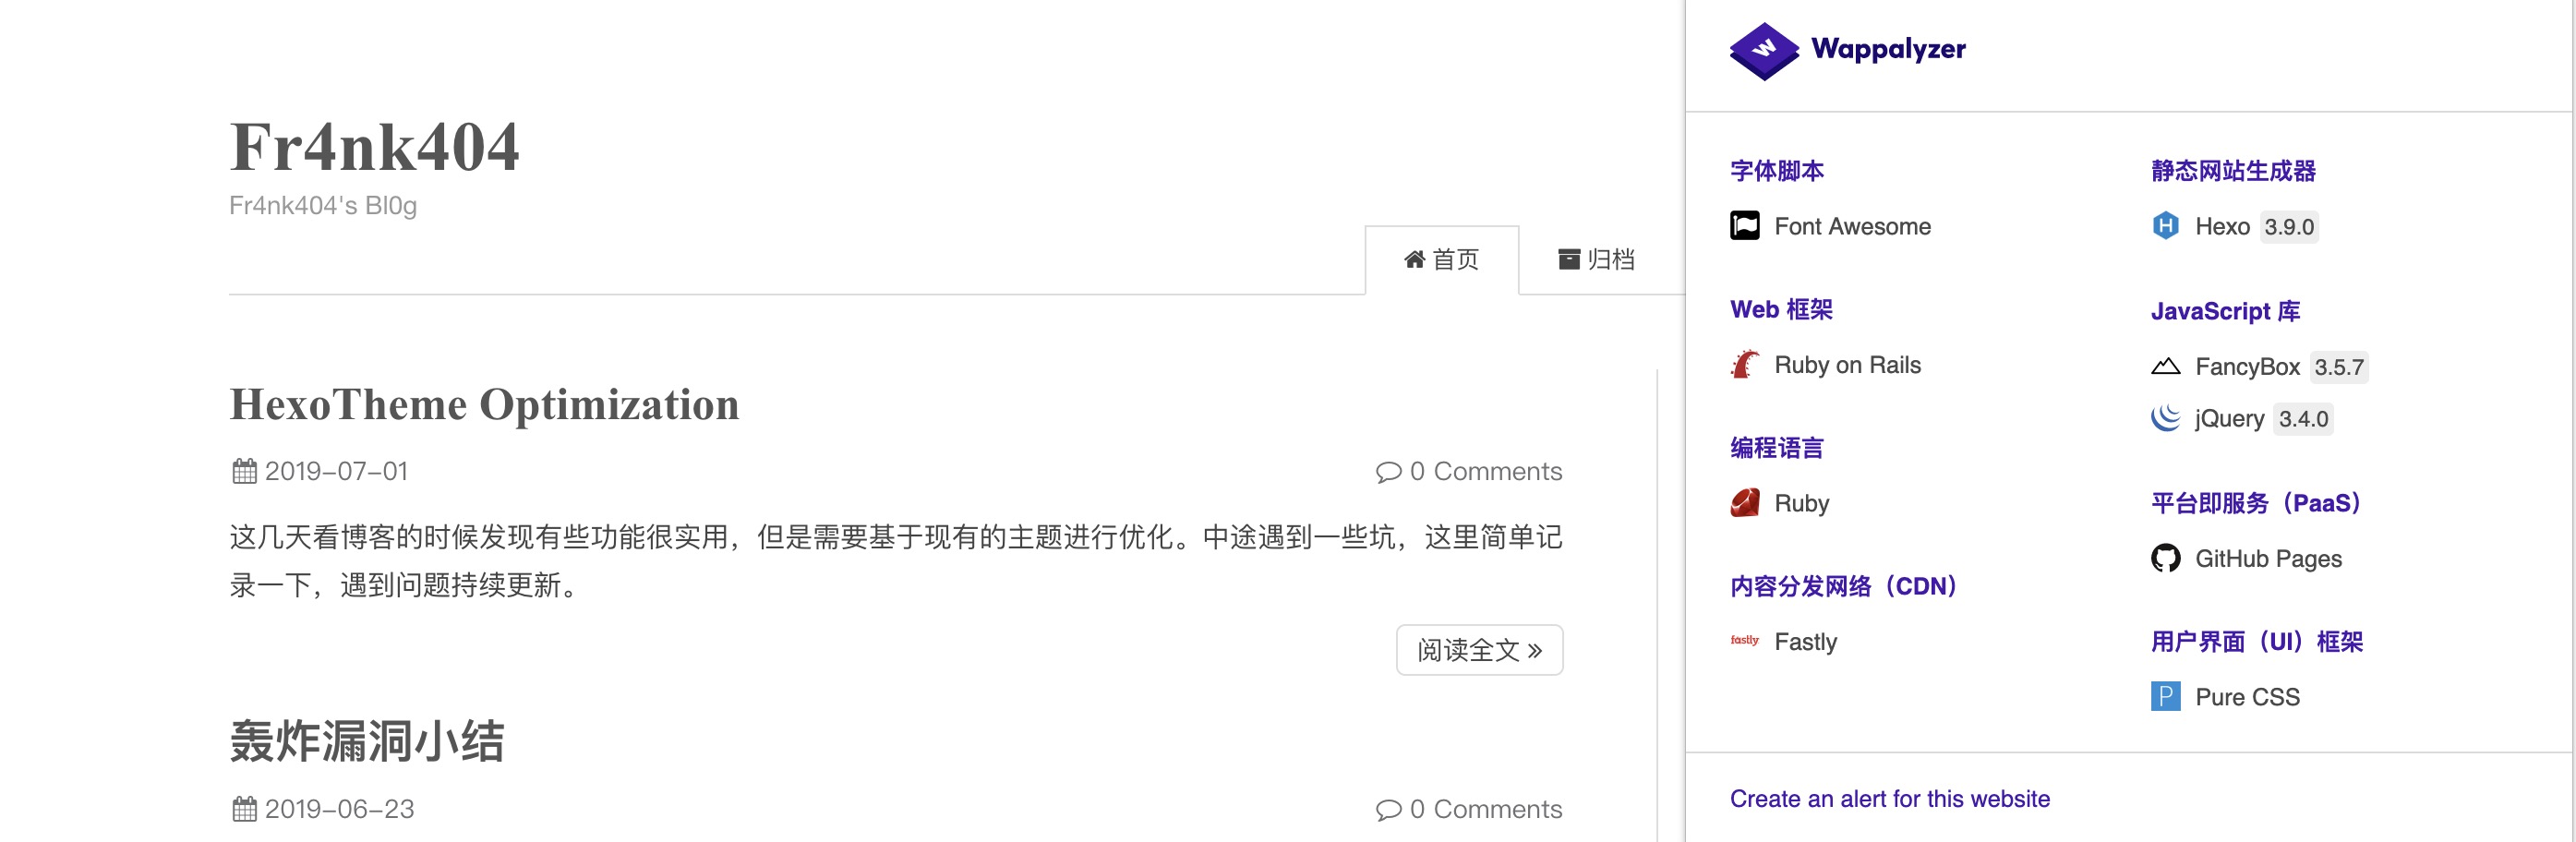 Fr4nk404
Fr4nk404's Bl0g
首页
归档
HexoTheme Optimization
2019-07-01
0 Comments
这几天看博客的时候发现有些功能很实用，但是需要基于现有的主题进行优化。中途遇到一些坑，这里简单记
录一下，遇到问题持续更新。
阅读全文 »
轰炸漏洞小结
2019-06-23
0 Comments
W
Wappalyzer
字体脚本
Font Awesome
Web 框架
Ruby on Rails
编程语言
Ruby
内容分发网络（CDN）
fastly Fastly
静态网站生成器
H Hexo 3.9.0
JavaScript 库
FancyBox 3.5.7
jQuery 3.4.0
平台即服务（PaaS）
GitHub Pages
用户界面（UI）框架
P Pure CSS
Create an alert for this website